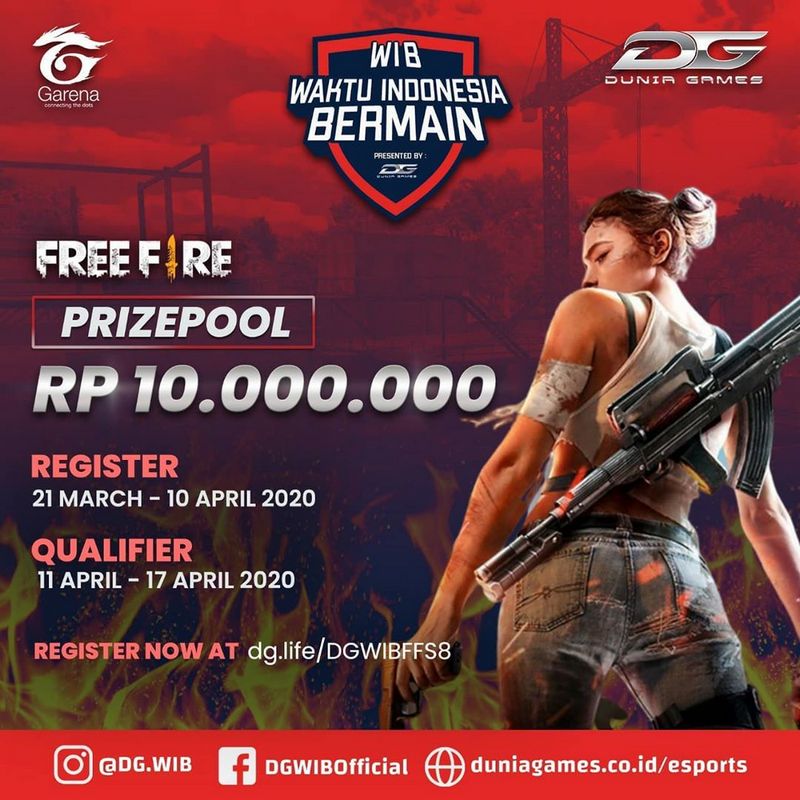 Garena
connecting the dots
WIB
WAKTU INDONESIA
BERMAIN
PRESENTED BY :
DG
DUNIA GAMES
DG
DUNIA GAMES
FREE FIRE
PRIZEPOOL
RP 10.000.000
REGISTER
21 MARCH - 10 APRIL 2020
QUALIFIER
11 APRIL - 17 APRIL 2020
REGISTER NOW AT dg.life/DGWIBFFS8
@DG.WIB DGWIBOfficial duniagames.co.id/esports